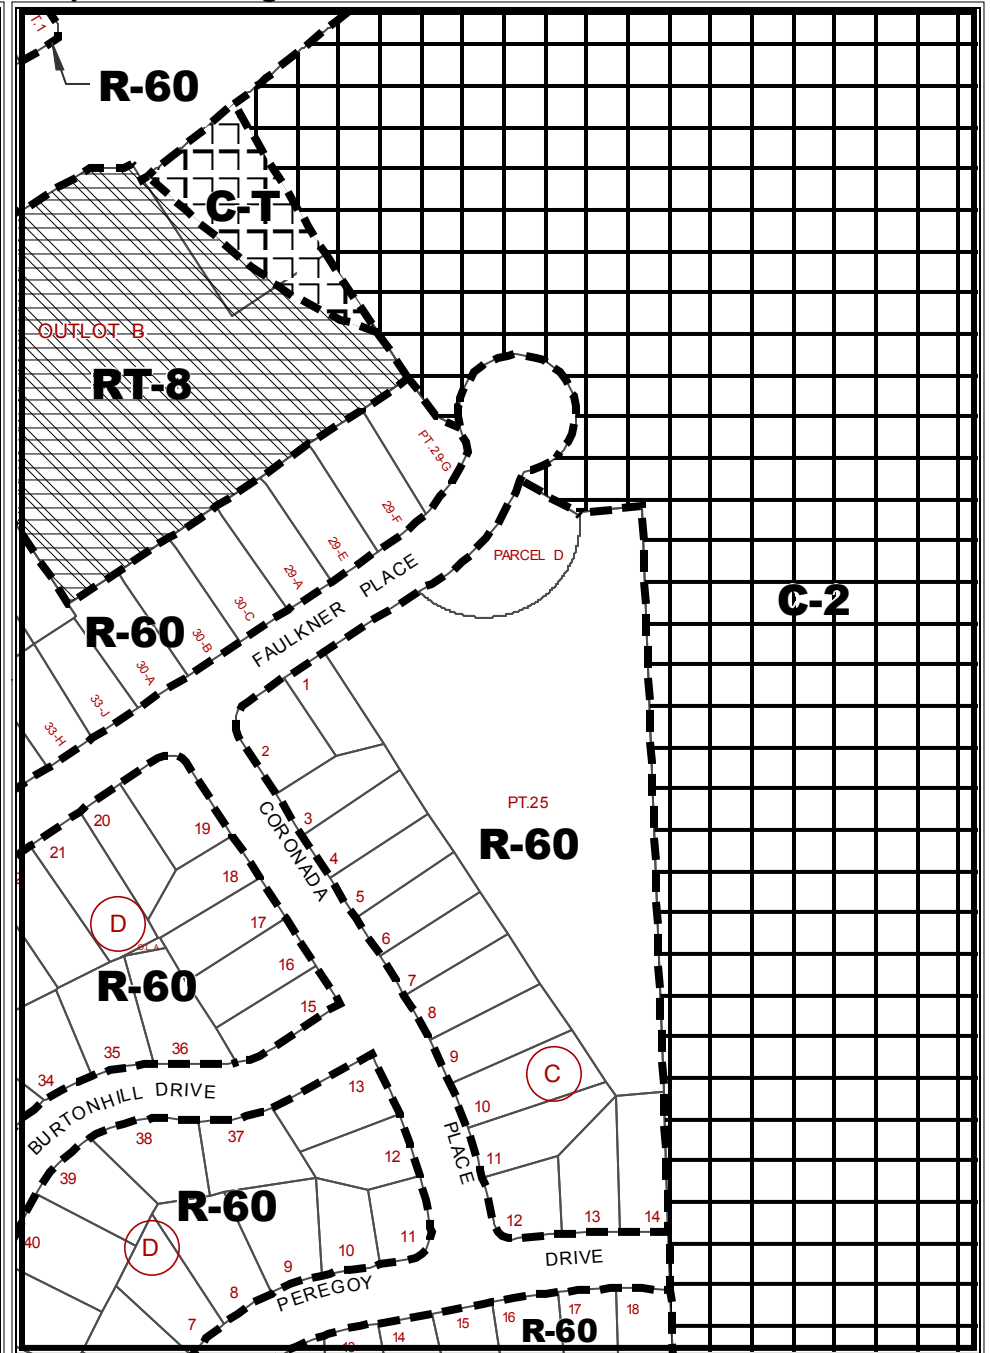 T.1
R-60
C-T
OUTLOT B
RT-8
PT.29-G
29-F
29-E
29-A
30-C
30-B
30-A
33-J
33-H
R-60
FAULKNER PLACE
PARCEL D
C-2
1
2
3
4
5
6
7
8
9
10
11
12
13
14
CORONADA
PLACE
PT.25
R-60
C
20
21
19
18
17
16
15
D
R-60
34
35
36
BURTONHILL DRIVE
13
12
11
10
9
8
7
37
38
39
40
R-60
D
PEREGOY
DRIVE
14
15
16
17
18
R-60